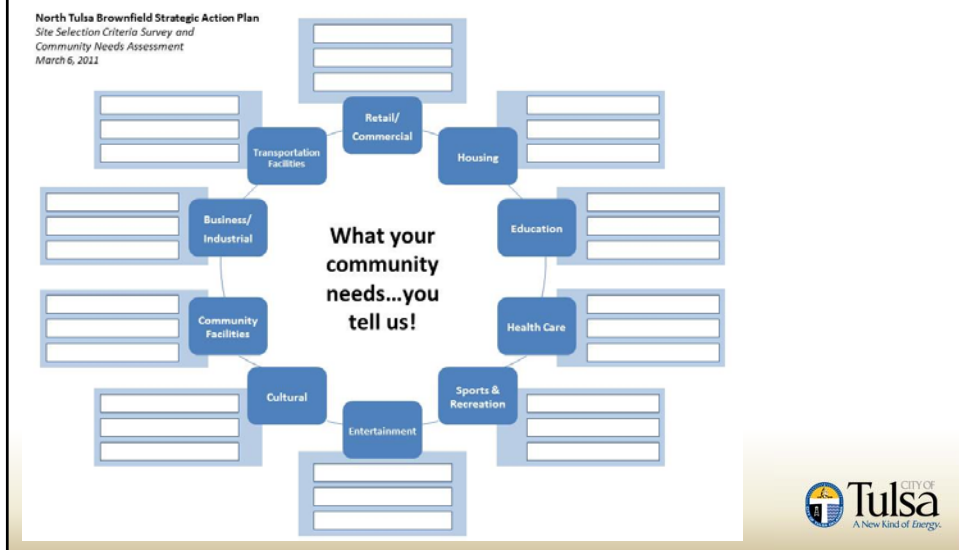 North Tulsa Brownfield Strategic Action Plan
Site Selection Criteria Survey and
Community Needs Assessment
March 6, 2011
Retail/
Commercial
Transportation
Facilities
Housing
Business/
Industrial
Education
What your
community
needs...you
tell us!
Community
Facilities
Health Care
Cultural
Sports &
Recreation
Entertainment
CITY OF
Tulsa
A New Kind of Energy.